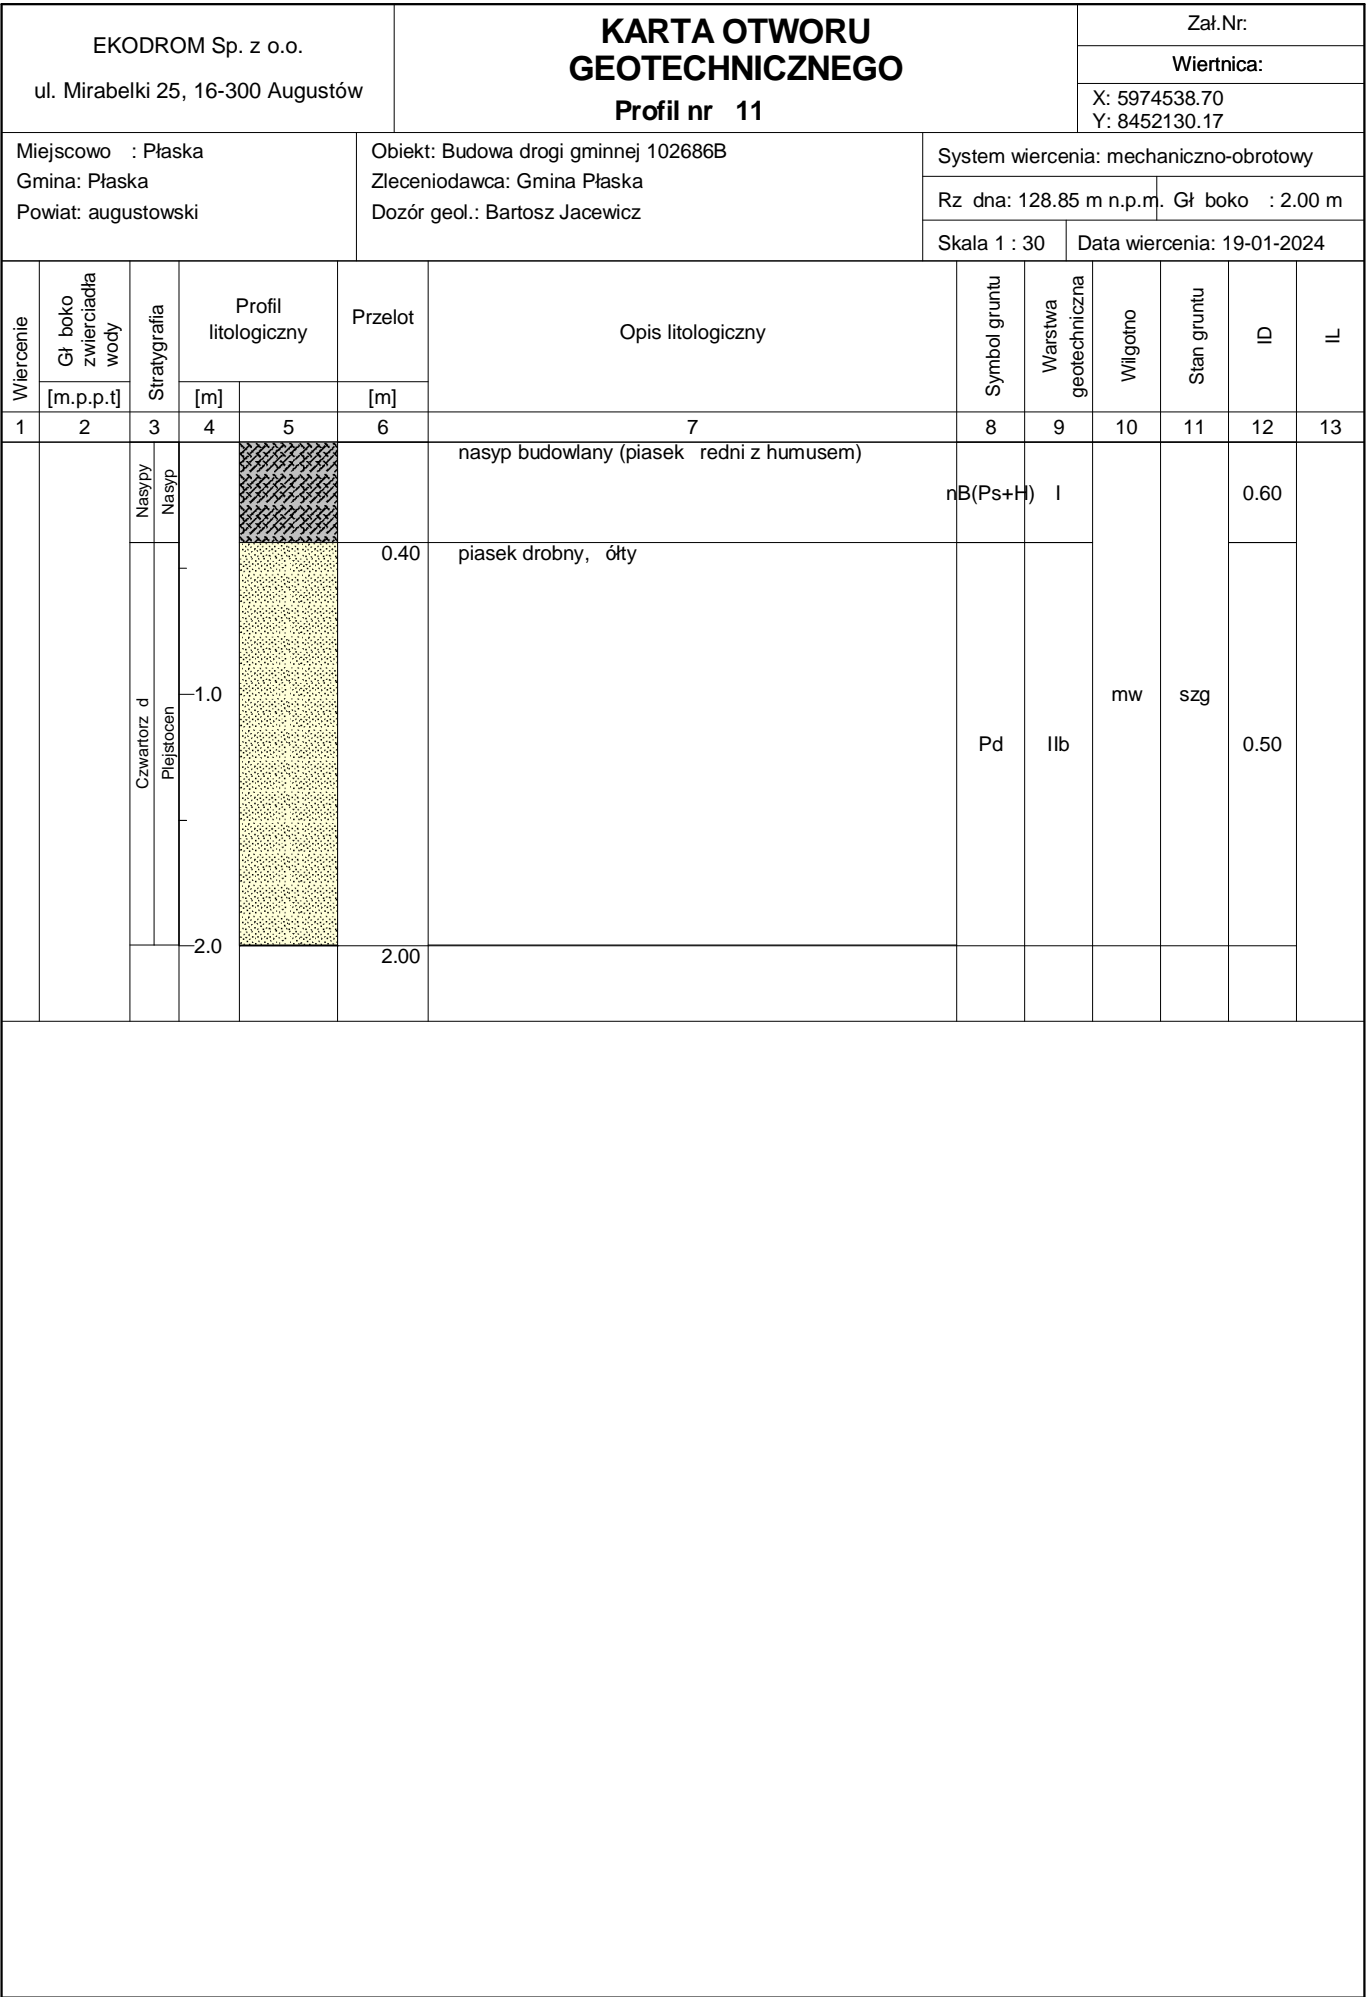 EKODROM Sp. z o.o.
ul. Mirabelki 25, 16-300 Augustów
KARTA OTWORU
GEOTECHNICZNEGO
Profil nr 11
Zał.Nr:
Wiertnica:
X: 5974538.70
Y: 8452130.17
Miejscowo : Płaska
Gmina: Płaska
Powiat: augustowski
Obiekt: Budowa drogi gminnej 102686B
Zleceniodawca: Gmina Płaska
Dozór geol.: Bartosz Jacewicz
System wiercenia: mechaniczno-obrotowy
Rz dna: 128.85 m n.p.m. Gł boko : 2.00 m
Skala 1 : 30 Data wiercenia: 19-01-2024
Wiercenie
Gł boko
zwierciadła
wody
[m.p.p.t]
Stratygrafia
Profil
litologiczny
[m]
Przelot
[m]
Opis litologiczny
Symbol gruntu
Warstwa
geotechniczna
Wilgotno
Stan gruntu
ID
IL
1 2 3 4 5 6 7 8 9 10 11 12 13
Nasypy
Nasyp
nasyp budowlany (piasek redni z humusem)
nB(Ps+H) I 0.60
0.40 piasek drobny, ółty
Czwartorz d
Plejstocen
1.0
mw szg
Pd IIb 0.50
2.0
2.00